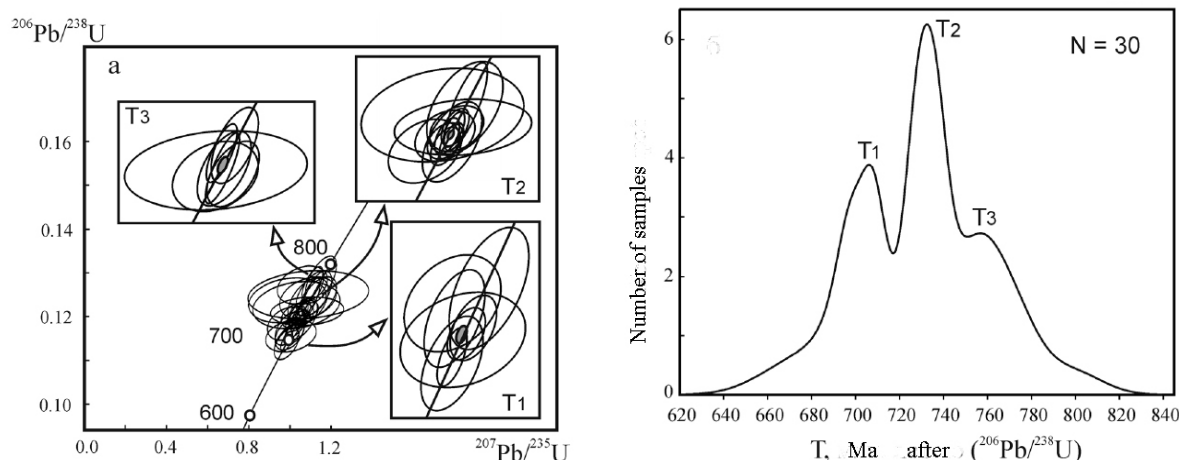 ²⁰⁶Pb/²³⁸U
a
T3
T2
T1
0.16
0.14
0.12
0.10
800
700
600
0.0
0.4
0.8
1.2
²⁰⁷Pb/²³⁵U
N = 30
T2
T1
T3
Number of samples
6
4
2
0
620 640 660 680 700 720 740 760 780 800 820 840
T, Ma after (²⁰⁶Pb/²³⁸U)